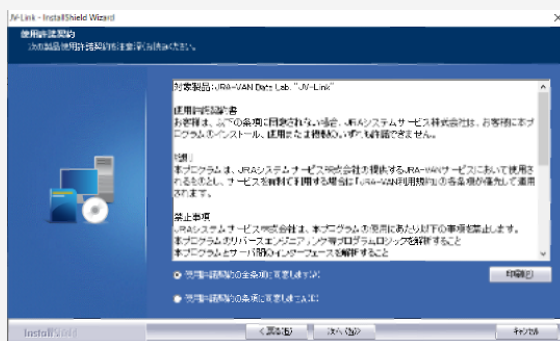 JV-Link - InstallShield Wizard
使用許諾契約
次の製品使用許諾契約を注意深くお読みください。
対象製品：JRA-VAN Data Lab. "JV-Link"
使用許諾契約書
お客様は、以下の条項に同意されない場合、JRAシステムサービス株式会社は、お客様に本プ
ログラムのインストール、使用または複製のいずれも許諾できません。
本プログラムは、JRAシステムサービス株式会社の提供するJRA-VANサービスにおいて使用さ
れるものとし、サービスを有料で利用する場合は「JRA-VAN利用規約」の各条項が優先して適用
されます。
禁止事項
JRAシステムサービス株式会社は、本プログラムの使用にあたり以下の事項を禁止します。
本プログラムのリバースエンジニアリング等プログラムロジックを解析すること
本プログラムとサーバ間のインターフェースを解析すること
使用許諾契約の全条項に同意します(A)
印刷(P)
使用許諾契約の条項に同意しません(D)
InstallShield
< 戻る(B)
次へ(N) >
キャンセル